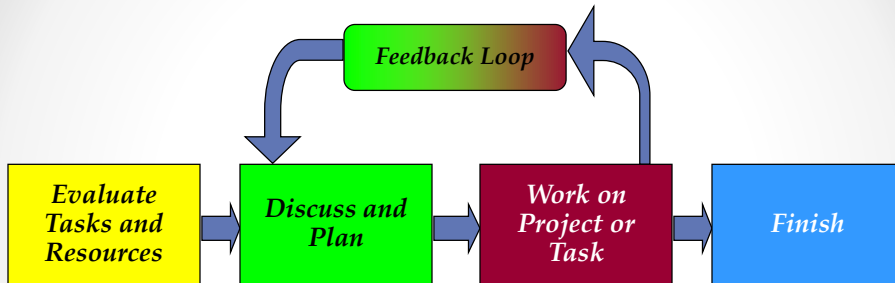 Feedback Loop
Evaluate
Tasks and
Resources
Discuss and
Plan
Work on
Project or
Task
Finish